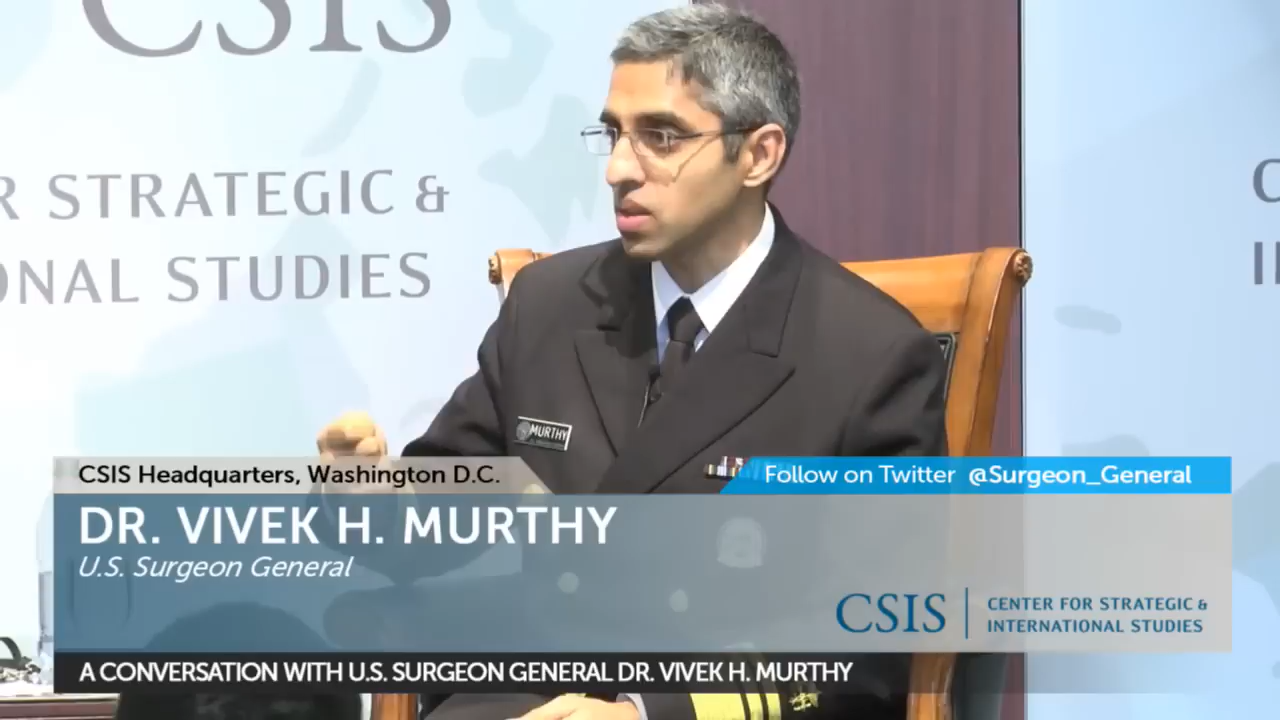 CSIS
R STRATEGIC &
ONAL STUDIES
MURTHY
CSIS Headquarters, Washington D.C.
Follow on Twitter @Surgeon_General
DR. VIVEK H. MURTHY
U.S. Surgeon General
CSIS
CENTER FOR STRATEGIC &
INTERNATIONAL STUDIES
A CONVERSATION WITH U.S. SURGEON GENERAL DR. VIVEK H. MURTHY